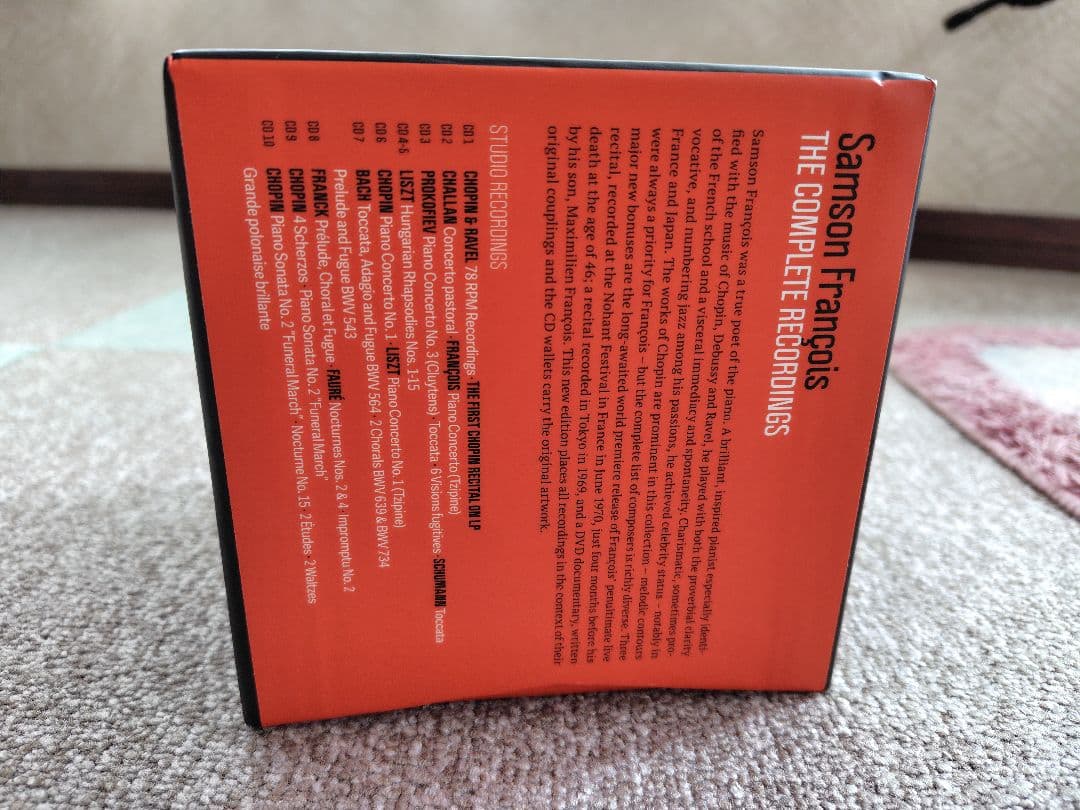 Samson François
THE COMPLETE RECORDINGS
Samson François was a true poet of the piano. A brilliant, inspired pianist especially identi-
fied with the music of Chopin, Debussy and Ravel, he played with both the proverbial clarity
of the French school and a visceral immediacy and spontaneity. Charismatic, sometimes pro-
vocative, and numbering jazz among his passions, he achieved celebrity status – notably in
France and Japan. The works of Chopin are prominent in this collection – melodic contours
were always a priority for François – but the complete list of composers is richly diverse. Three
major new bonuses are the long-awaited world premiere release of François' penultimate live
recital, recorded at the Nohant Festival in France in June 1970, just four months before his
death at the age of 46; a recital recorded in Tokyo in 1969, and a DVD documentary, written
by his son, Maximilien François. This new edition places all recordings in the context of their
original couplings and the CD wallets carry the original artwork.
STUDIO RECORDINGS
CD 1 CHOPIN & RAVEL 78 RPM Recordings · THE FIRST CHOPIN RECITAL ON LP
CD 2 CHALLAN Concerto pastoral · FRANÇOIS Piano Concerto (Tzipine)
CD 3 PROKOFIEV Piano Concerto No. 3 (Cluytens) · Toccata · 6 Visions fugitives · SCHUMANN Toccata
CD 4-5 LISZT Hungarian Rhapsodies Nos. 1-15
CD 6 CHOPIN Piano Concerto No. 1 · LISZT Piano Concerto No. 1 (Tzipine)
CD 7 BACH Toccata, Adagio and Fugue BWV 564 · 2 Chorals BWV 639 & BWV 734
Prelude and Fugue BWV 543
CD 8 FRANCK Prélude, Choral et Fugue · FAURÉ Nocturnes Nos. 2 & 4 · Impromptu No. 2
CD 9 CHOPIN 4 Scherzos · Piano Sonata No. 2 "Funeral March"
CD 10 CHOPIN Piano Sonata No. 2 "Funeral March" · Nocturne No. 15 · 2 Études · 2 Waltzes
Grande polonaise brillante